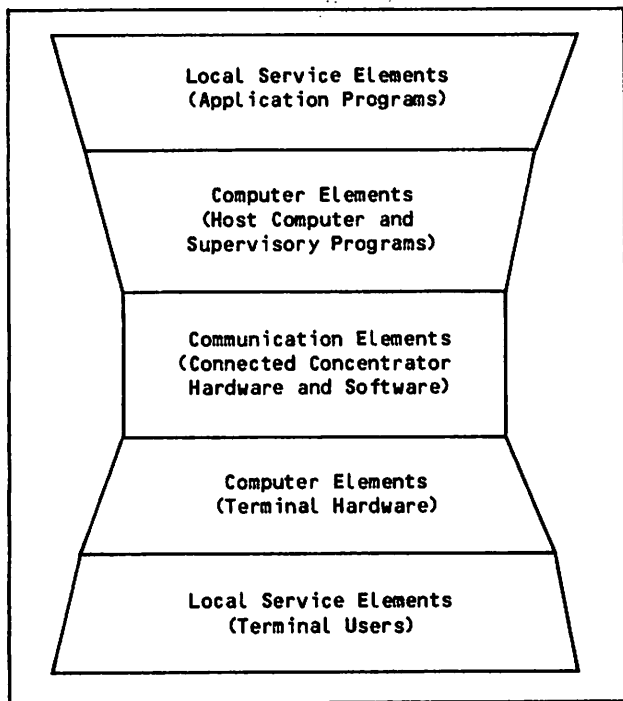 Local Service Elements
(Application Programs)
Computer Elements
(Host Computer and
Supervisory Programs)
Communication Elements
(Connected Concentrator
Hardware and Software)
Computer Elements
(Terminal Hardware)
Local Service Elements
(Terminal Users)